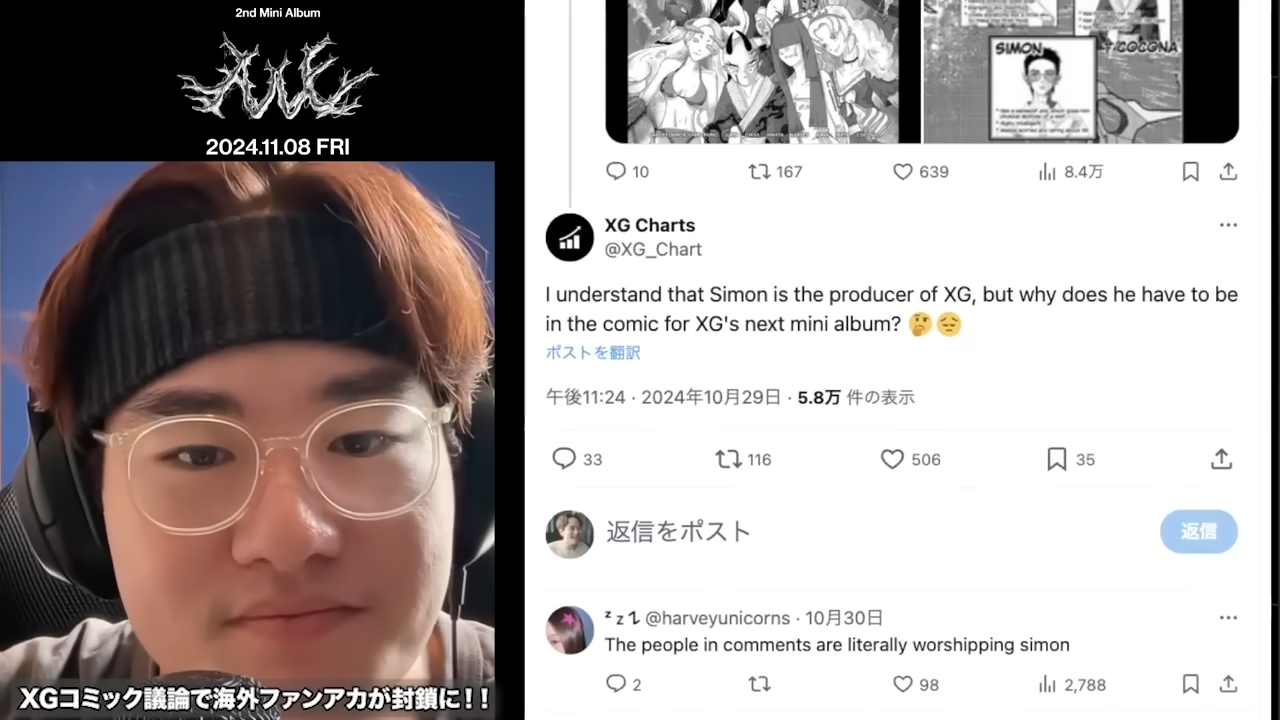 2nd Mini Album
AWE
2024.11.08 FRI
XGコミック議論で海外ファンアカが封鎖に!!
SIMON
COCONA
10
167
639
8.4万
XG Charts
@XG_Chart
I understand that Simon is the producer of XG, but why does he have to be
in the comic for XG's next mini album? 🤔😔
ポストを翻訳
午後11:24 · 2024年10月29日 · 5.8万 件の表示
33
116
506
35
返信をポスト
返信
ᶻ z 𐰁 @harveyunicorns · 10月30日
The people in comments are literally worshipping simon
2
98
2,788